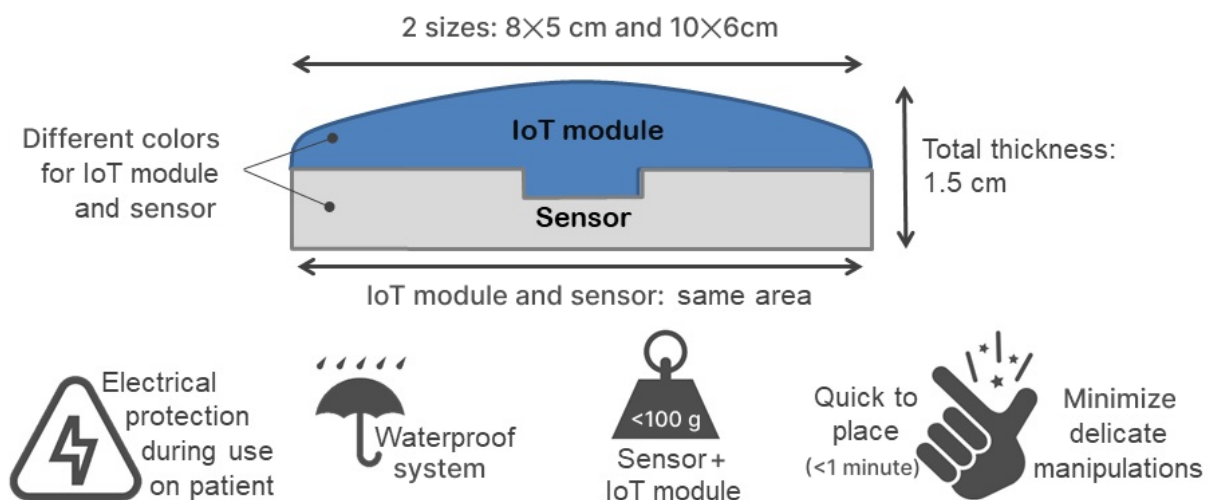 2 sizes: 8×5 cm and 10×6cm
Different colors
for IoT module
and sensor
IoT module
Sensor
Total thickness:
1.5 cm
IoT module and sensor: same area
Electrical
protection
during use
on patient
Waterproof
system
<100 g
Sensor+
IoT module
Quick to
place
(<1 minute)
Minimize
delicate
manipulations